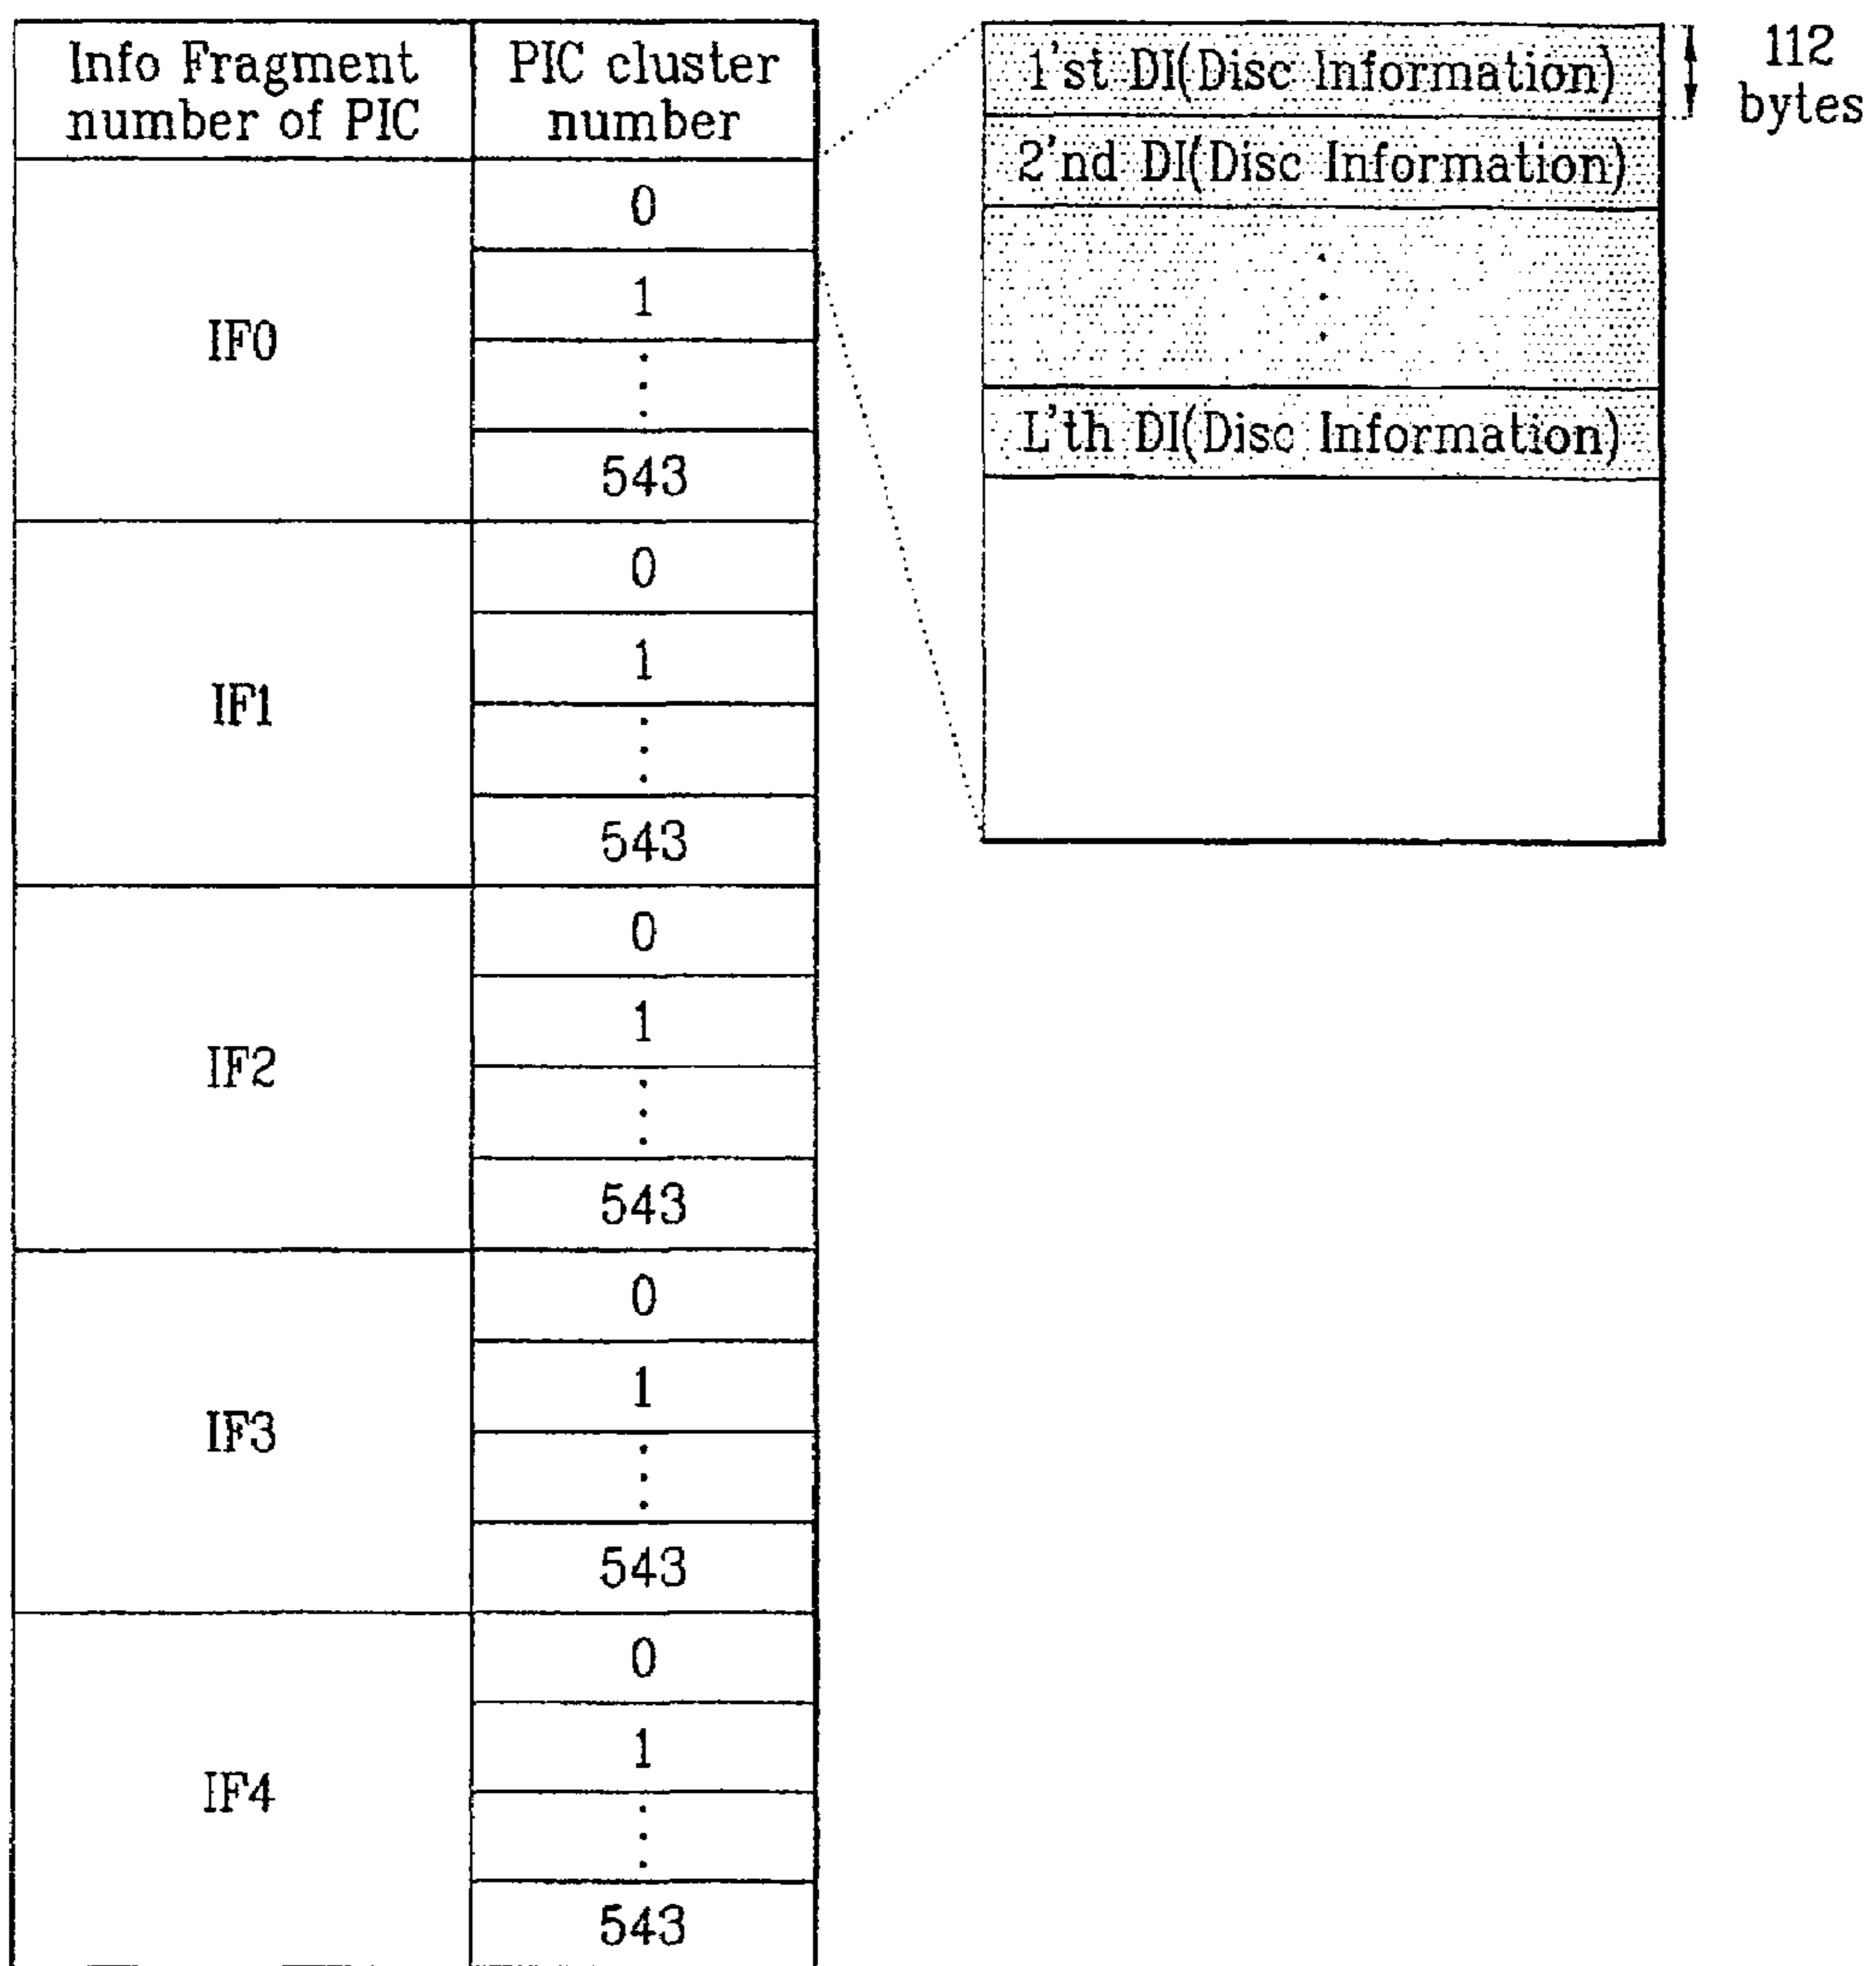 Info Fragment
number of PIC
PIC cluster
number
IF0
0
1
543
IF1
0
1
543
IF2
0
1
543
IF3
0
1
543
IF4
0
1
543
1'st DI(Disc Information)
2'nd DI(Disc Information)
L'th DI(Disc Information)
112
bytes